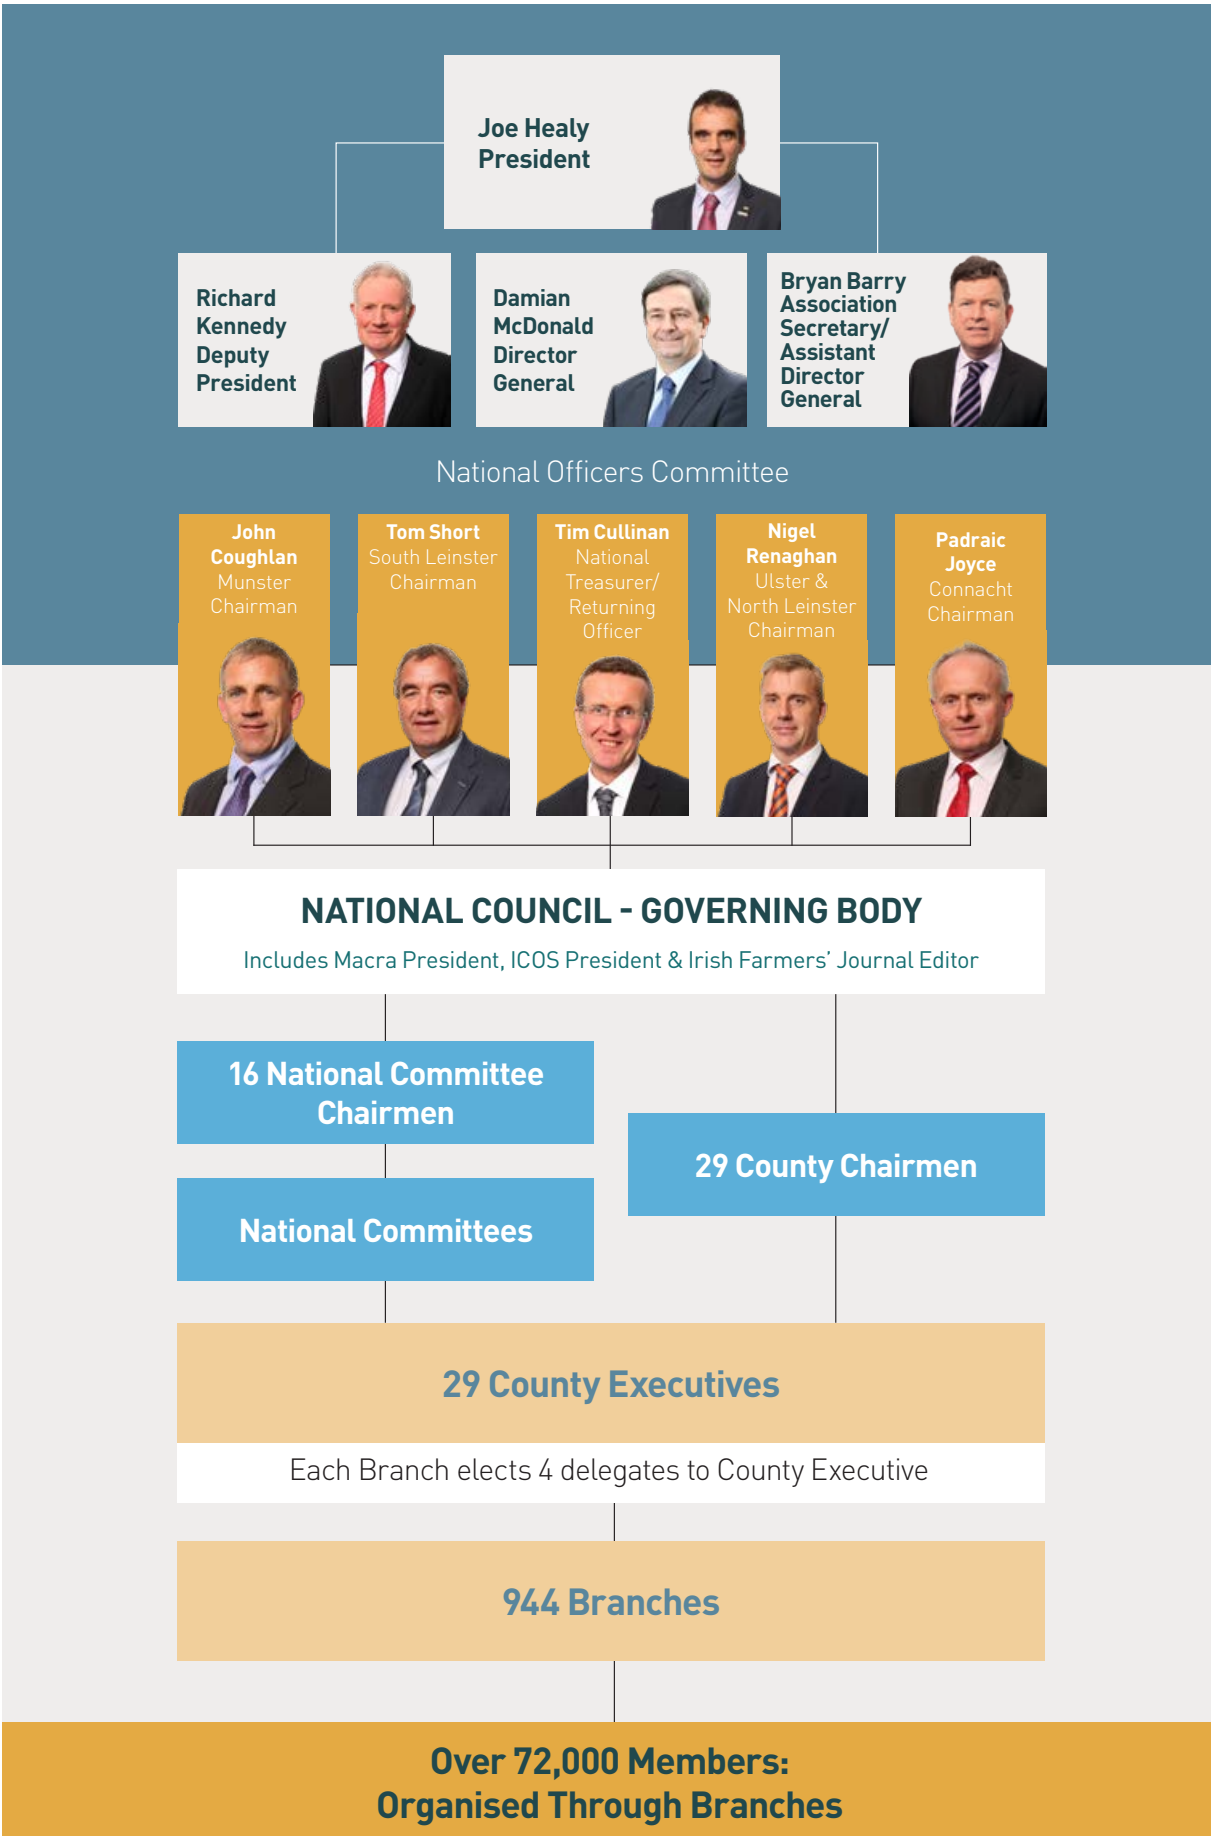 Joe Healy
President
Richard
Kennedy
Deputy
President
Damian
McDonald
Director
General
Bryan Barry
Association
Secretary/
Assistant
Director
General
National Officers Committee
John
Coughlan
Munster
Chairman
Tom Short
South Leinster
Chairman
Tim Cullinan
National
Treasurer/
Returning
Officer
Nigel
Renaghan
Ulster &
North Leinster
Chairman
Padraic
Joyce
Connacht
Chairman
NATIONAL COUNCIL - GOVERNING BODY
Includes Macra President, ICOS President & Irish Farmers’ Journal Editor
16 National Committee
Chairmen
29 County Chairmen
National Committees
29 County Executives
Each Branch elects 4 delegates to County Executive
944 Branches
Over 72,000 Members:
Organised Through Branches